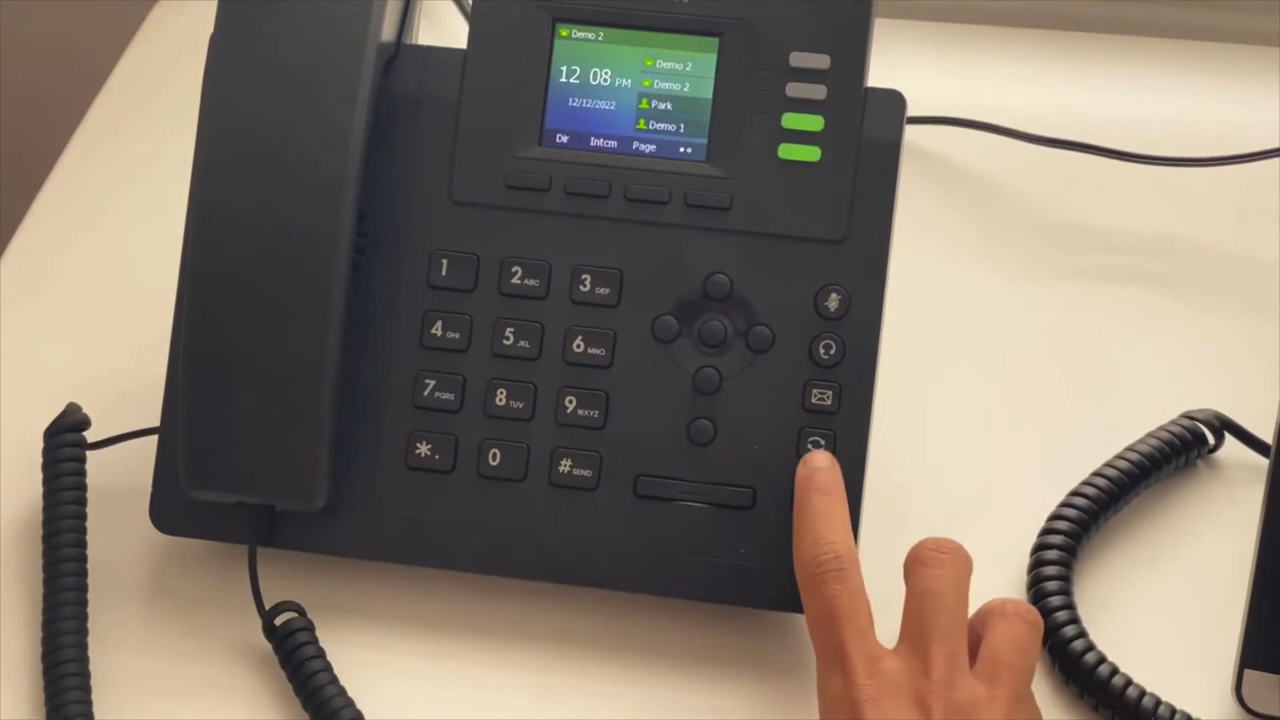 Demo 2
12 08 PM
12/12/2022
Demo 2
Demo 2
Park
Demo 1
Dir Intcm Page
1 2 ABC 3 DEF
4 GHI 5 JKL 6 MNO
7 PQRS 8 TUV 9 WXYZ
*. 0 # SEND